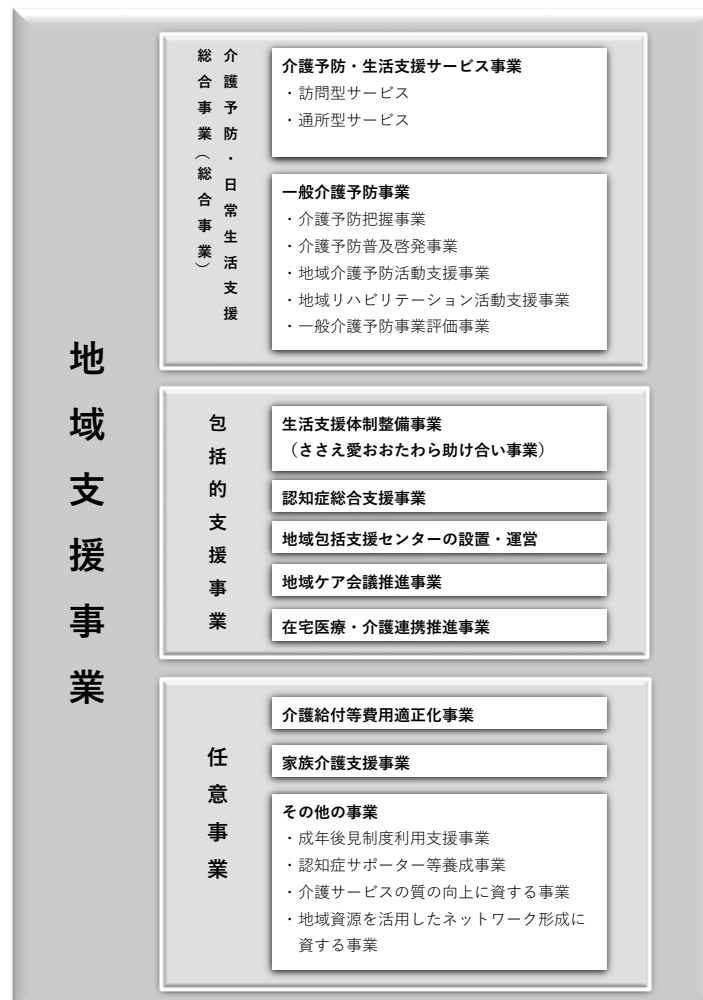 地域支援事業
介護予防・日常生活支援
総合事業（総合事業）
介護予防・生活支援サービス事業
・訪問型サービス
・通所型サービス
一般介護予防事業
・介護予防把握事業
・介護予防普及啓発事業
・地域介護予防活動支援事業
・地域リハビリテーション活動支援事業
・一般介護予防事業評価事業
包括的支援事業
生活支援体制整備事業
（ささえ愛おおたわら助け合い事業）
認知症総合支援事業
地域包括支援センターの設置・運営
地域ケア会議推進事業
在宅医療・介護連携推進事業
任意事業
介護給付等費用適正化事業
家族介護支援事業
その他の事業
・成年後見制度利用支援事業
・認知症サポーター等養成事業
・介護サービスの質の向上に資する事業
・地域資源を活用したネットワーク形成に
資する事業